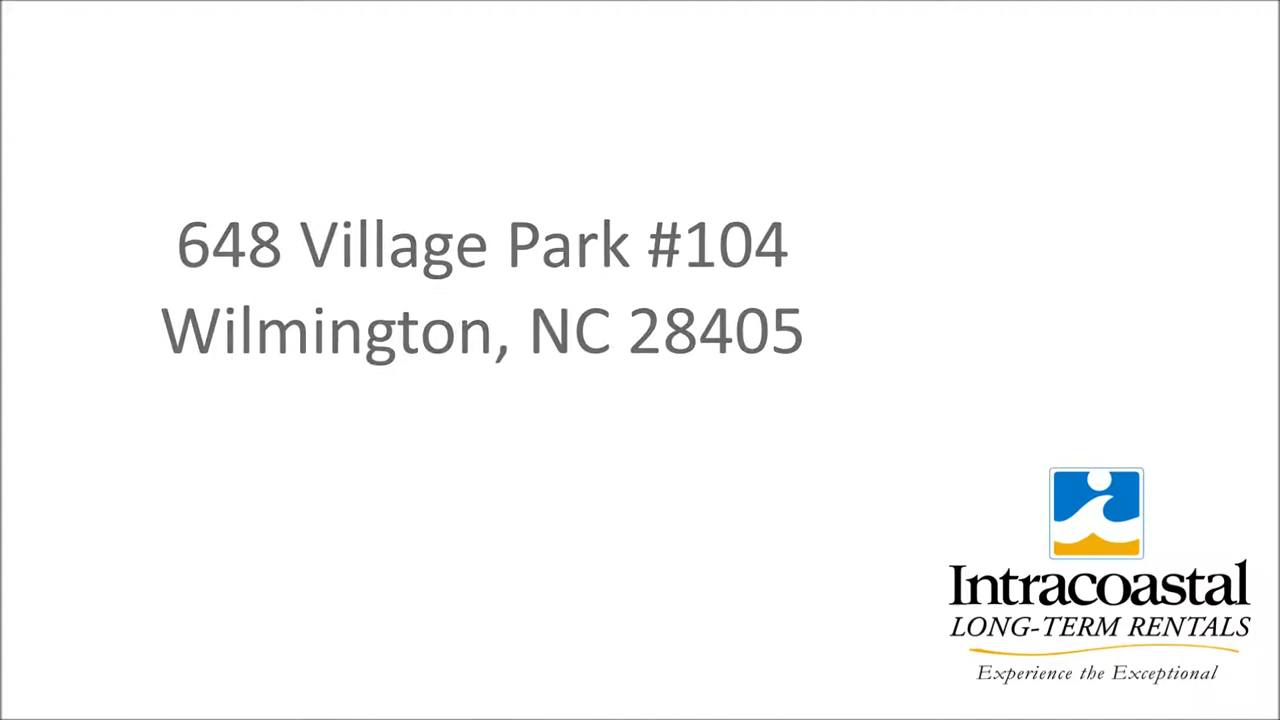 648 Village Park #104
Wilmington, NC 28405
Intracoastal
LONG-TERM RENTALS
Experience the Exceptional